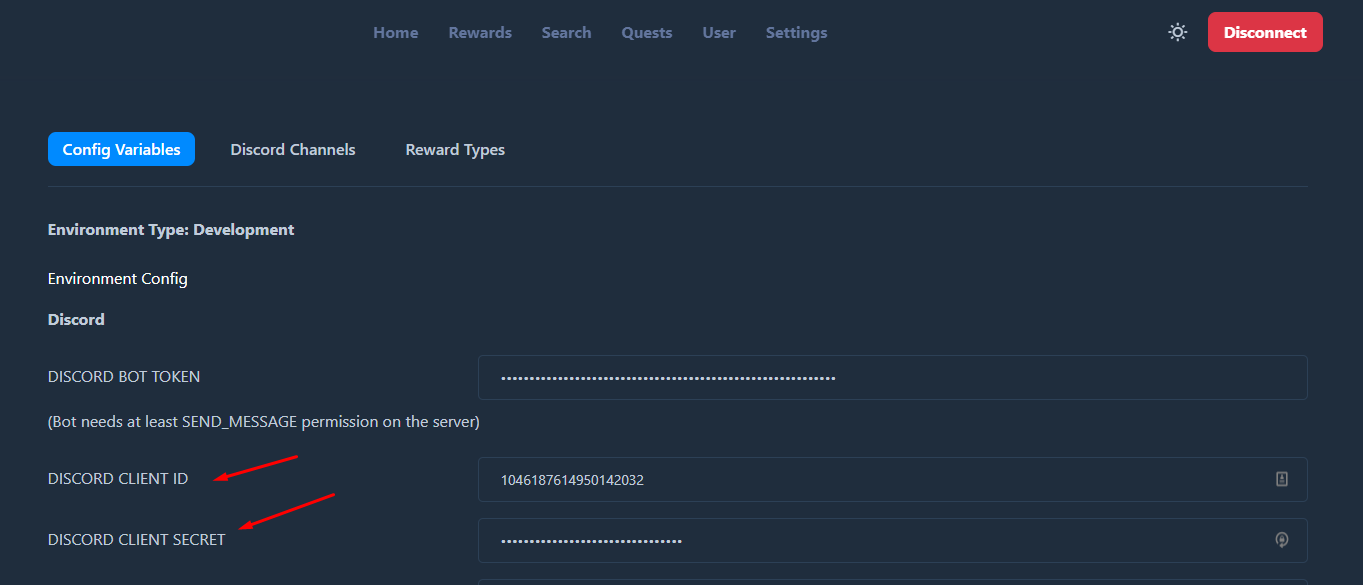 Home Rewards Search Quests User Settings Disconnect
Config Variables Discord Channels Reward Types
Environment Type: Development
Environment Config
Discord
DISCORD BOT TOKEN ••••••••••••••••••••••••••••••••••••••••••••••••••••••••••••
(Bot needs at least SEND_MESSAGE permission on the server)
DISCORD CLIENT ID 1046187614950142032
DISCORD CLIENT SECRET ••••••••••••••••••••••••••••••••